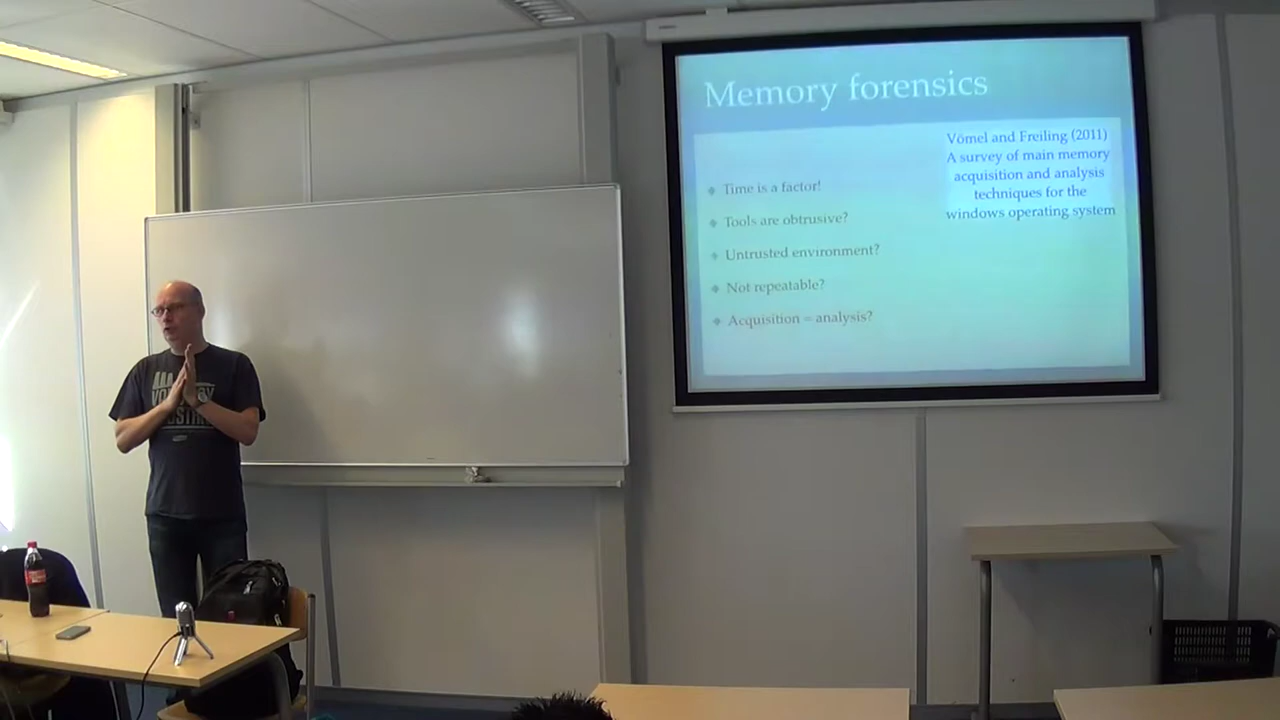 Memory forensics
Vömel and Freiling (2011)
A survey of main memory
acquisition and analysis
techniques for the
windows operating system
Time is a factor!
Tools are obtrusive?
Untrusted environment?
Not repeatable?
Acquisition = analysis?